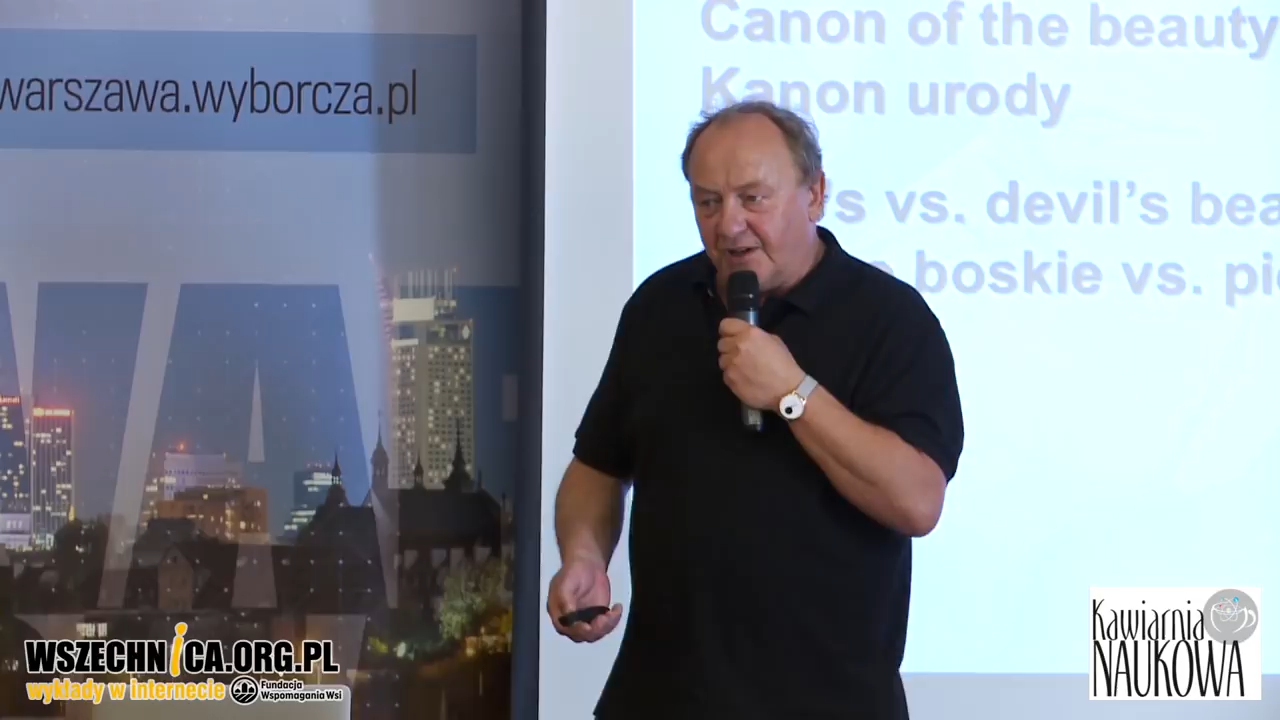 warszawa.wyborcza.pl
Canon of the beauty
Kanon urody
's vs. devil's bea
boskie vs. pie
WSZECHNiCA.ORG.PL
wykłady w internecie
Fundacja
Wspomagania Wsi
Kawiarnia
NAUKOWA